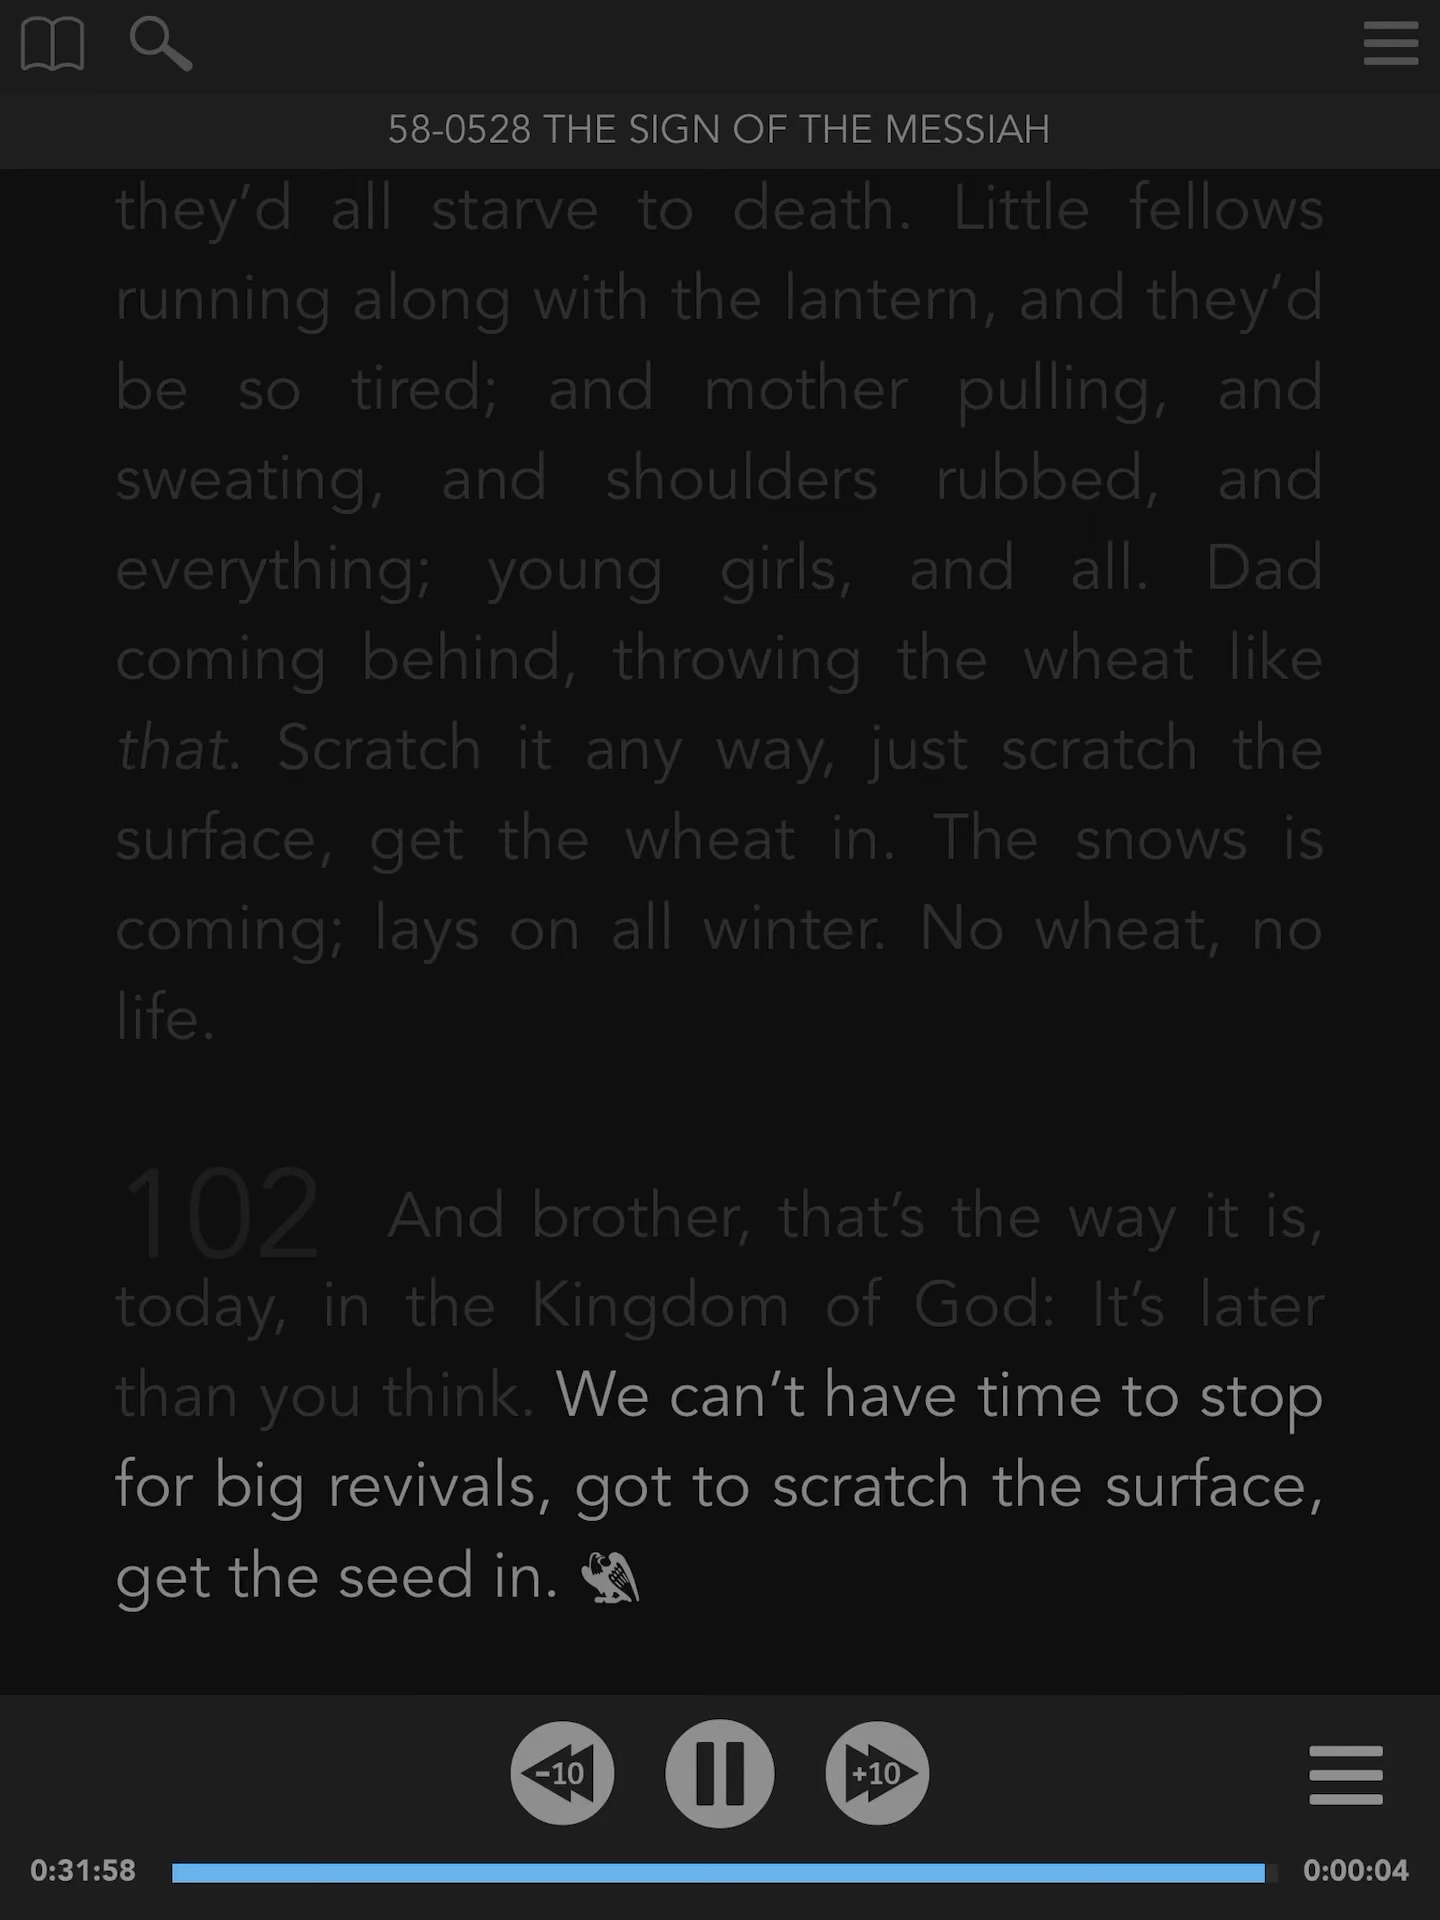 58-0528 THE SIGN OF THE MESSIAH
they’d all starve to death. Little fellows
running along with the lantern, and they’d
be so tired; and mother pulling, and
sweating, and shoulders rubbed, and
everything; young girls, and all. Dad
coming behind, throwing the wheat like
that. Scratch it any way, just scratch the
surface, get the wheat in. The snows is
coming; lays on all winter. No wheat, no
life.
102 And brother, that’s the way it is,
today, in the Kingdom of God: It’s later
than you think. We can’t have time to stop
for big revivals, got to scratch the surface,
get the seed in.
-10 +10
0:31:58 0:00:04